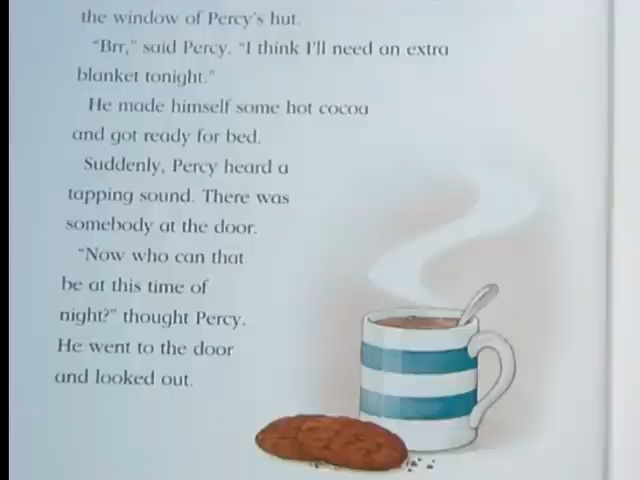 the window of Percy's hut.
"Brr," said Percy. "I think I'll need an extra
blanket tonight."
He made himself some hot cocoa
and got ready for bed.
Suddenly, Percy heard a
tapping sound. There was
somebody at the door.
"Now who can that
be at this time of
night?" thought Percy.
He went to the door
and looked out.